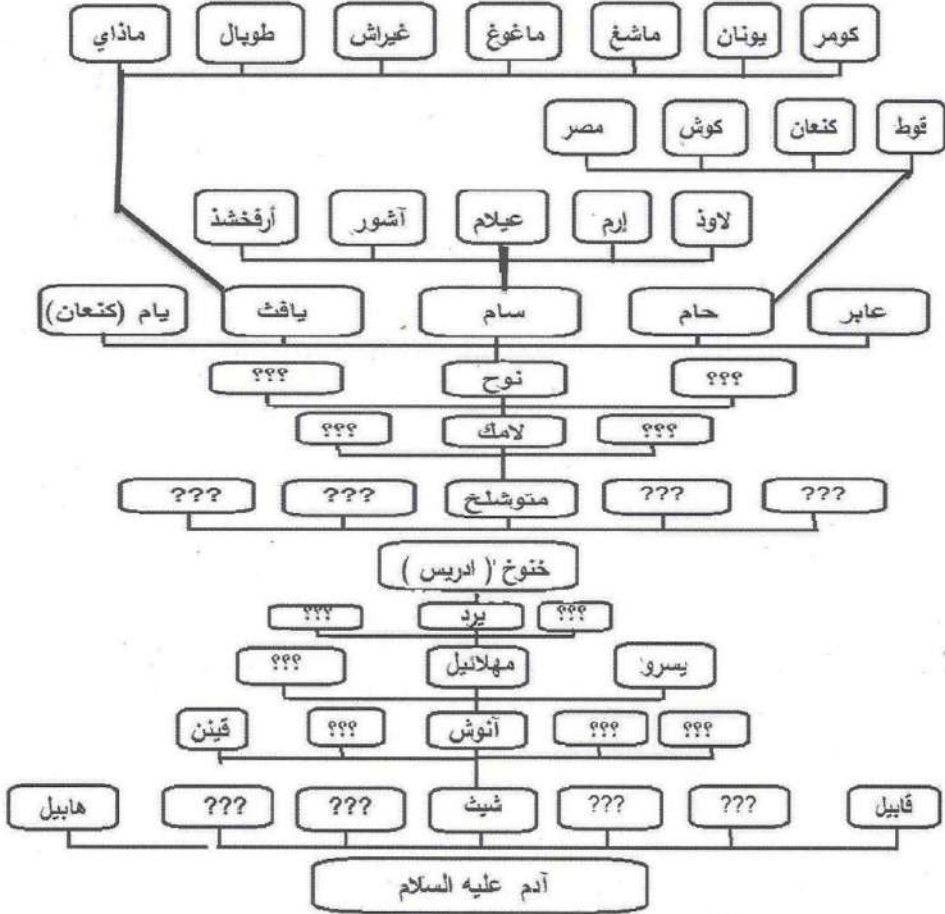 كومر يونان ماشغ ماغوغ غيراش طوبال ماذاي
قوط كنعان كوش مصر
لاوذ إرم عيلام آشور أرفخشذ
عابر حام سام يافث يام (كنعان)
؟؟؟ نوح ؟؟؟
؟؟؟ لامك ؟؟؟
??? ??? متوشلخ ??? ???
خنوخ ( ادريس )
؟؟؟ يرد ؟؟؟
يسرو مهلائيل ؟؟؟
؟؟؟ ؟؟؟ آنوش ؟؟؟ قينن
قابيل ??? ??? شيث ??? ??? هابيل
آدم عليه السلام